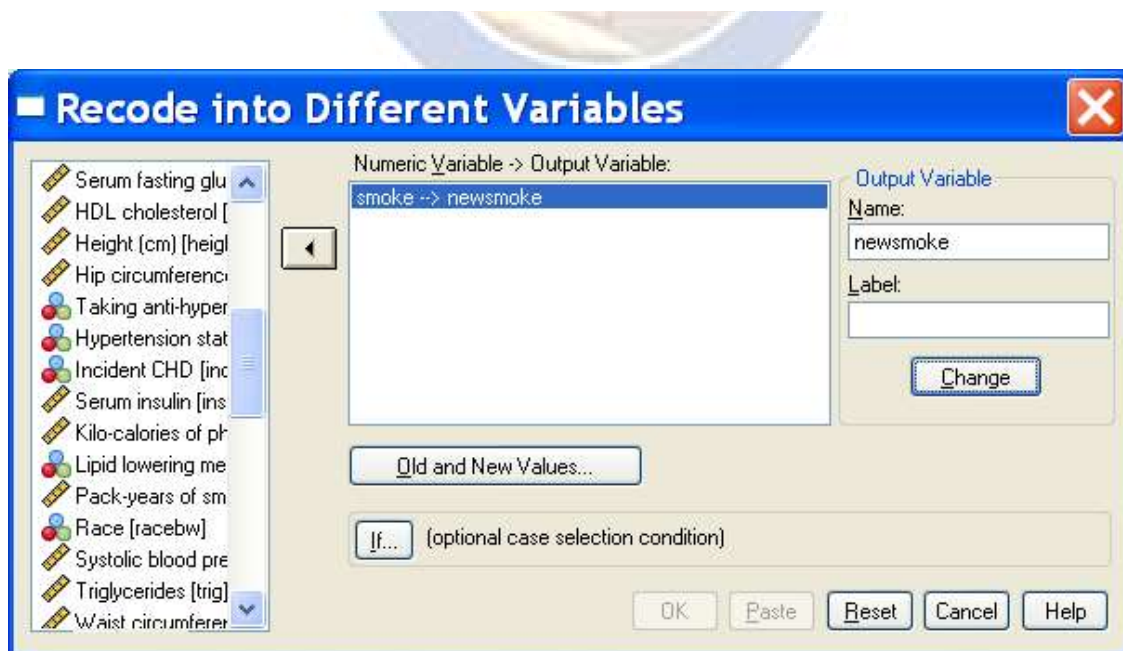 Recode into Different Variables
Serum fasting glu
HDL cholesterol [
Height (cm) [heigl
Hip circumference
Taking anti-hyper
Hypertension stat
Incident CHD [inc
Serum insulin [ins
Kilo-calories of ph
Lipid lowering me
Pack-years of sm
Race [racebw]
Systolic blood pre
Triglycerides [trig]
Waist circumferer
Numeric Variable -> Output Variable:
smoke --> newsmoke
Output Variable
Name:
newsmoke
Label:
Change
Old and New Values...
If... (optional case selection condition)
OK Paste Reset Cancel Help